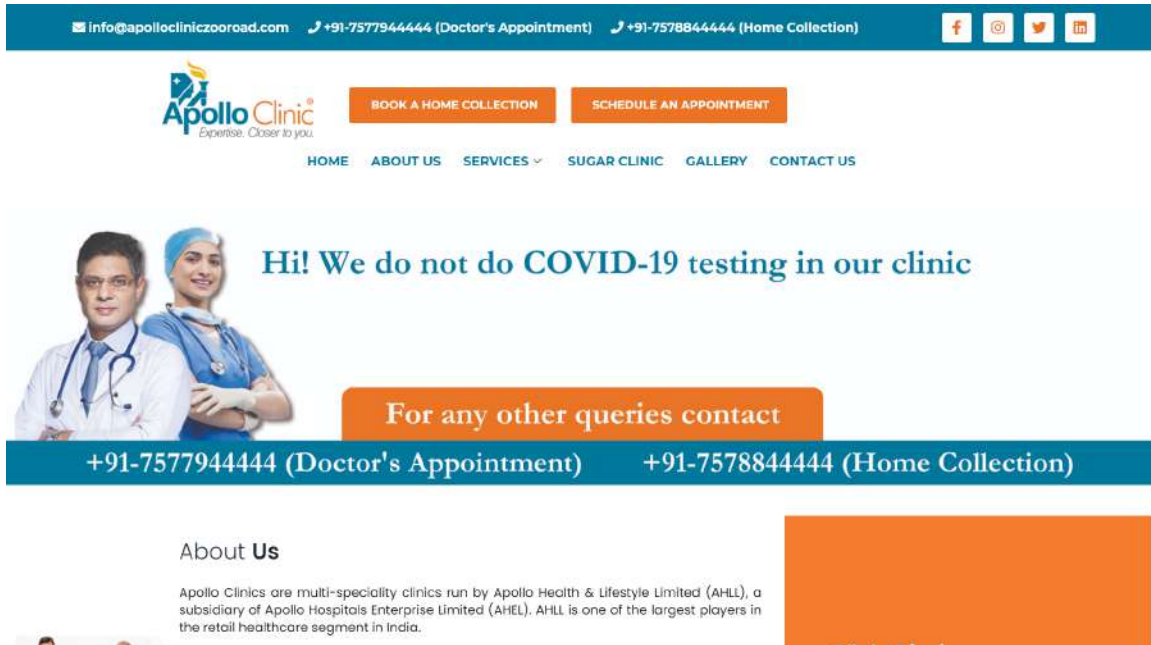 info@apollocliniczooroad.com +91-7577944444 (Doctor's Appointment) +91-7578844444 (Home Collection)
Apollo Clinic®
Expertise. Closer to you.
BOOK A HOME COLLECTION SCHEDULE AN APPOINTMENT
HOME ABOUT US SERVICES SUGAR CLINIC GALLERY CONTACT US
Hi! We do not do COVID-19 testing in our clinic
For any other queries contact
+91-7577944444 (Doctor's Appointment) +91-7578844444 (Home Collection)
About Us
Apollo Clinics are multi-speciality clinics run by Apollo Health & Lifestyle Limited (AHLL), a
subsidiary of Apollo Hospitals Enterprise Limited (AHEL). AHLL is one of the largest players in
the retail healthcare segment in India.